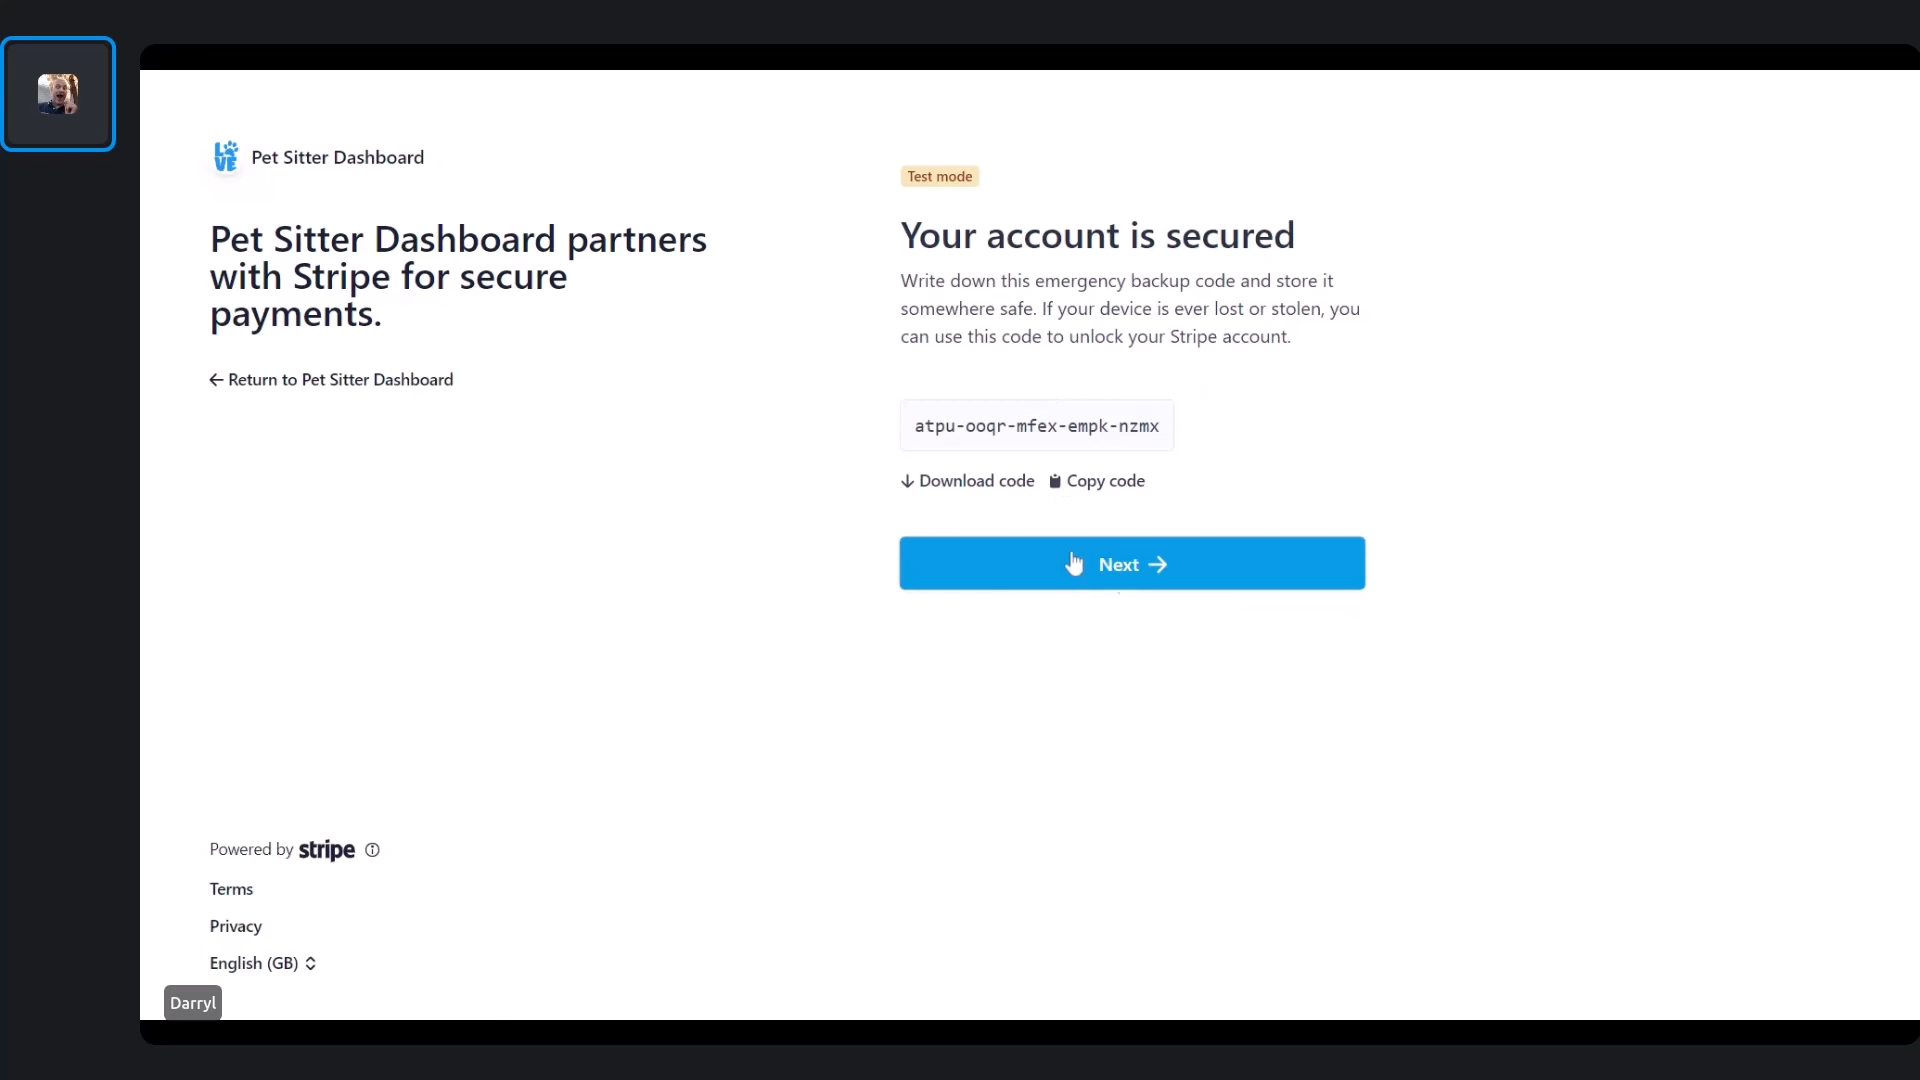 LOVE
Pet Sitter Dashboard
Pet Sitter Dashboard partners
with Stripe for secure
payments.
Return to Pet Sitter Dashboard
Test mode
Your account is secured
Write down this emergency backup code and store it
somewhere safe. If your device is ever lost or stolen, you
can use this code to unlock your Stripe account.
atpu-ooqr-mfex-empk-nzmx
Download code Copy code
Next
Powered by stripe
Terms
Privacy
English (GB)
Darryl